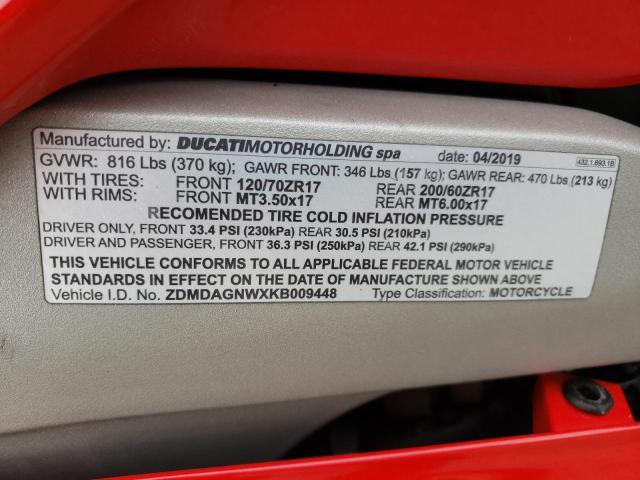 Manufactured by: DUCATIMOTORHOLDING spa date: 04/2019 432.1.893.1B
GVWR: 816 Lbs (370 kg); GAWR FRONT: 346 Lbs (157 kg); GAWR REAR: 470 Lbs (213 kg)
WITH TIRES: FRONT 120/70ZR17 REAR 200/60ZR17
WITH RIMS: FRONT MT3.50x17 REAR MT6.00x17
RECOMENDED TIRE COLD INFLATION PRESSURE
DRIVER ONLY, FRONT 33.4 PSI (230kPa) REAR 30.5 PSI (210kPa)
DRIVER AND PASSENGER, FRONT 36.3 PSI (250kPa) REAR 42.1 PSI (290kPa)
THIS VEHICLE CONFORMS TO ALL APPLICABLE FEDERAL MOTOR VEHICLE
STANDARDS IN EFFECT ON THE DATE OF MANUFACTURE SHOWN ABOVE
Vehicle I.D. No. ZDMDAGNWXKB009448 Type Classification: MOTORCYCLE